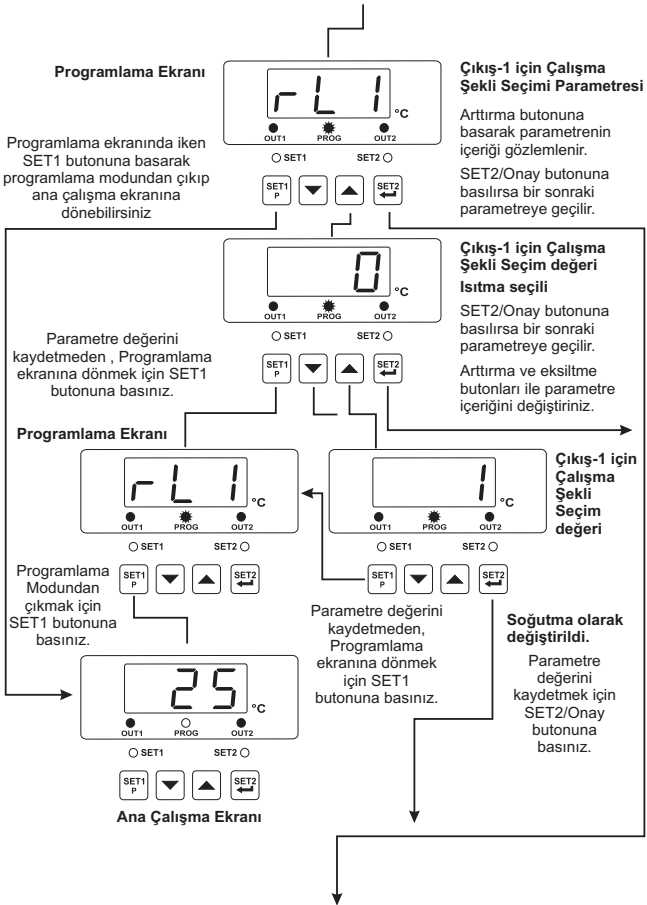 Programlama Ekranı
rL 1
°C
OUT1 PROG OUT2
SET1 SET2
SET1 P SET2
Çıkış-1 için Çalışma
Şekli Seçimi Parametresi
Arttırma butonuna
basarak parametrenin
içeriği gözlemlenir.
SET2/Onay butonuna
basılırsa bir sonraki
parametreye geçilir.
Programlama ekranında iken
SET1 butonuna basarak
programlama modundan çıkıp
ana çalışma ekranına
dönebilirsiniz
0
°C
OUT1 PROG OUT2
SET1 SET2
SET1 P SET2
Çıkış-1 için Çalışma
Şekli Seçim değeri
Isıtma seçili
SET2/Onay butonuna
basılırsa bir sonraki
parametreye geçilir.
Arttırma ve eksiltme
butonları ile parametre
içeriğini değiştiriniz.
Parametre değerini
kaydetmeden , Programlama
ekranına dönmek için SET1
butonuna basınız.
Programlama Ekranı
rL 1
°C
OUT1 PROG OUT2
SET1 SET2
SET1 P SET2
1
°C
OUT1 PROG OUT2
SET1 SET2
SET1 P SET2
Çıkış-1 için
Çalışma
Şekli
Seçim
değeri
Programlama
Modundan
çıkmak için
SET1 butonuna
basınız.
Parametre değerini
kaydetmeden,
Programlama
ekranına dönmek
için SET1
butonuna basınız.
Soğutma olarak
değiştirildi.
Parametre
değerini
kaydetmek için
SET2/Onay
butonuna
basınız.
25
°C
OUT1 PROG OUT2
SET1 SET2
SET1 P SET2
Ana Çalışma Ekranı